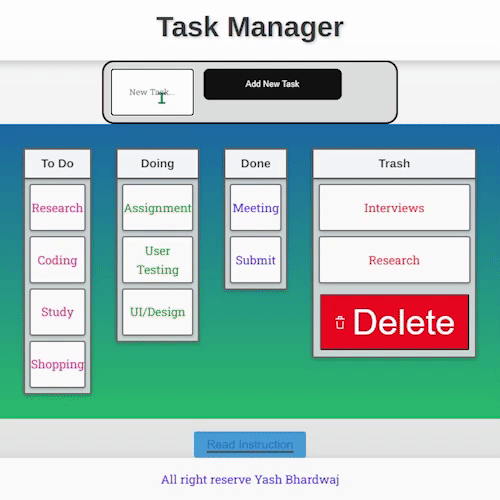 Task Manager
New Task...
Add New Task
To Do
Research
Coding
Study
Shopping
Doing
Assignment
User
Testing
UI/Design
Done
Meeting
Submit
Trash
Interviews
Research
Delete
Read Instruction
All right reserve Yash Bhardwaj